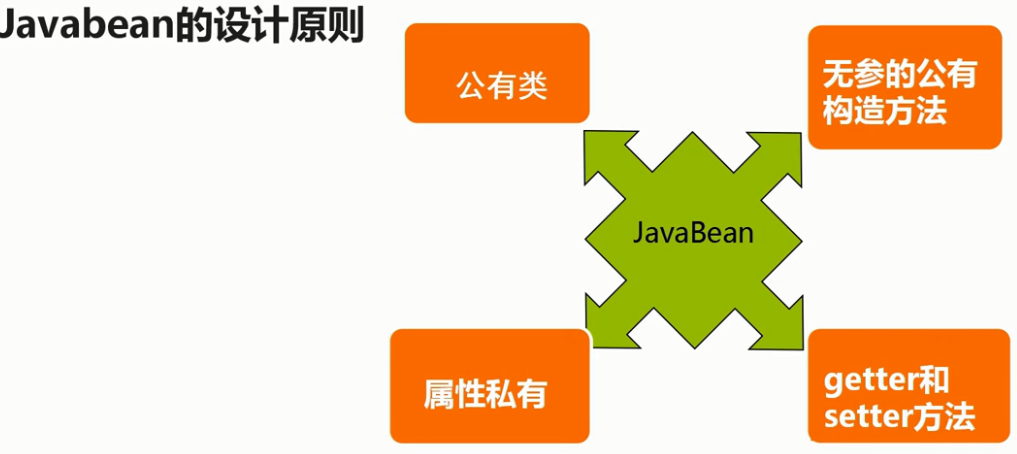 Javabean的设计原则
公有类
无参的公有
构造方法
JavaBean
属性私有
getter和
setter方法